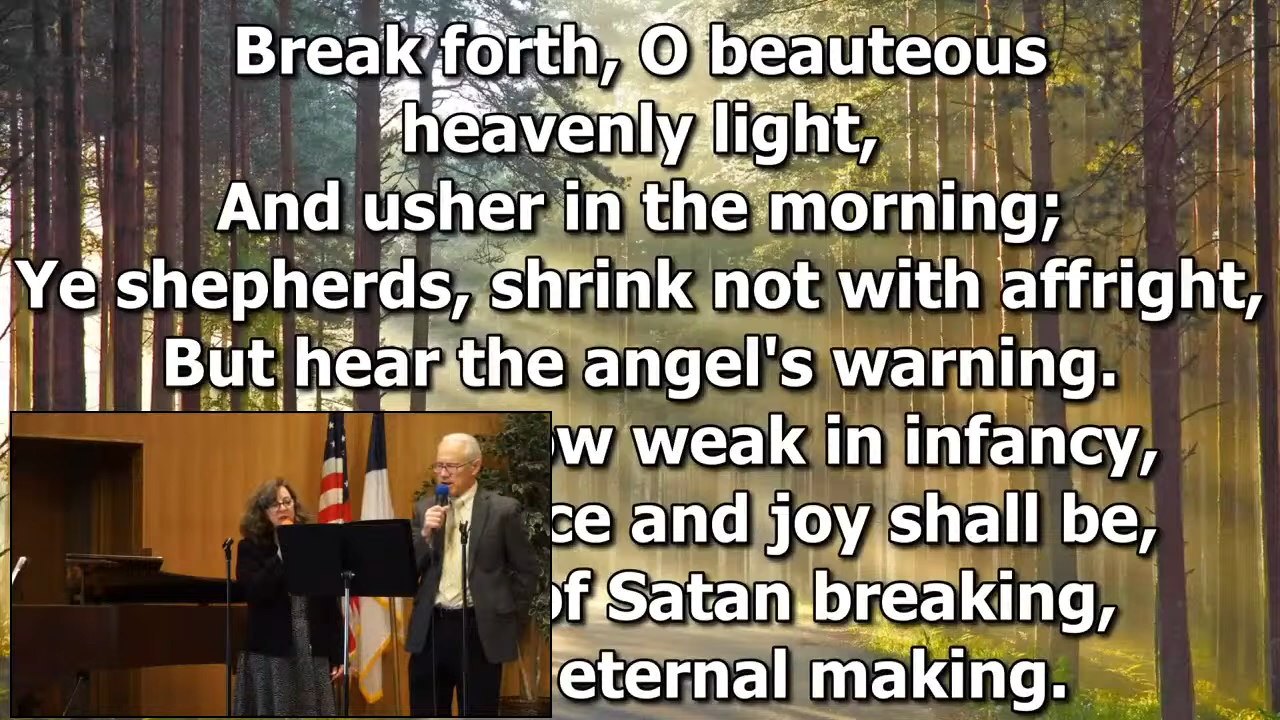 Break forth, O beauteous
heavenly light,
And usher in the morning;
Ye shepherds, shrink not with affright,
But hear the angel's warning.
weak in infancy,
and joy shall be,
of Satan breaking,
eternal making.